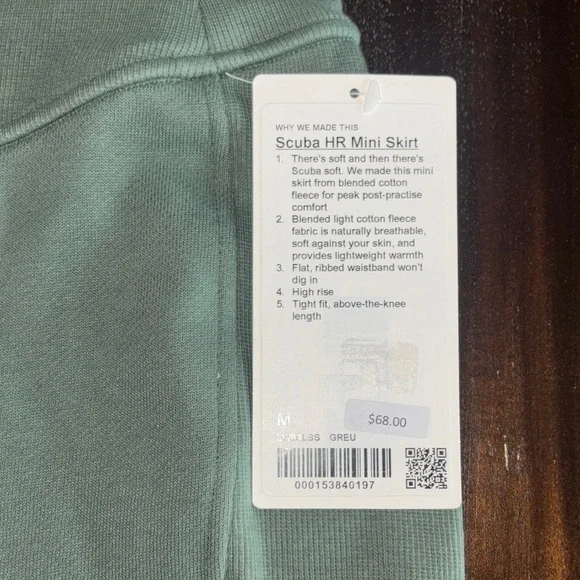 WHY WE MADE THIS
Scuba HR Mini Skirt
1. There's soft and then there's
Scuba soft. We made this mini
skirt from blended cotton
fleece for peak post-practise
comfort
2. Blended light cotton fleece
fabric is naturally breathable,
soft against your skin, and
provides lightweight warmth
3. Flat, ribbed waistband won't
dig in
4. High rise
5. Tight fit, above-the-knee
length
M
$68.00
GREU
000153840197